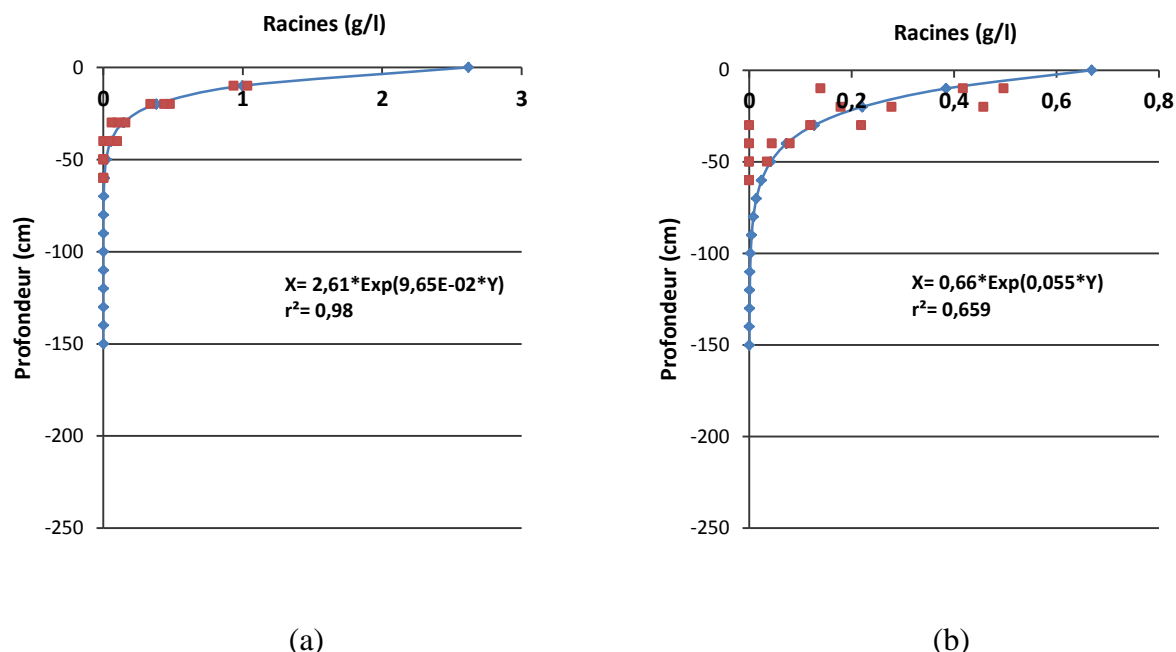 Racines (g/l)
0
1
2
3
0
-50
-100
-150
-200
-250
Profondeur (cm)
X= 2,61*Exp(9,65E-02*Y)
r²= 0,98
(a)
Racines (g/l)
0
0,2
0,4
0,6
0,8
0
-50
-100
-150
-200
-250
Profondeur (cm)
X= 0,66*Exp(0,055*Y)
r²= 0,659
(b)